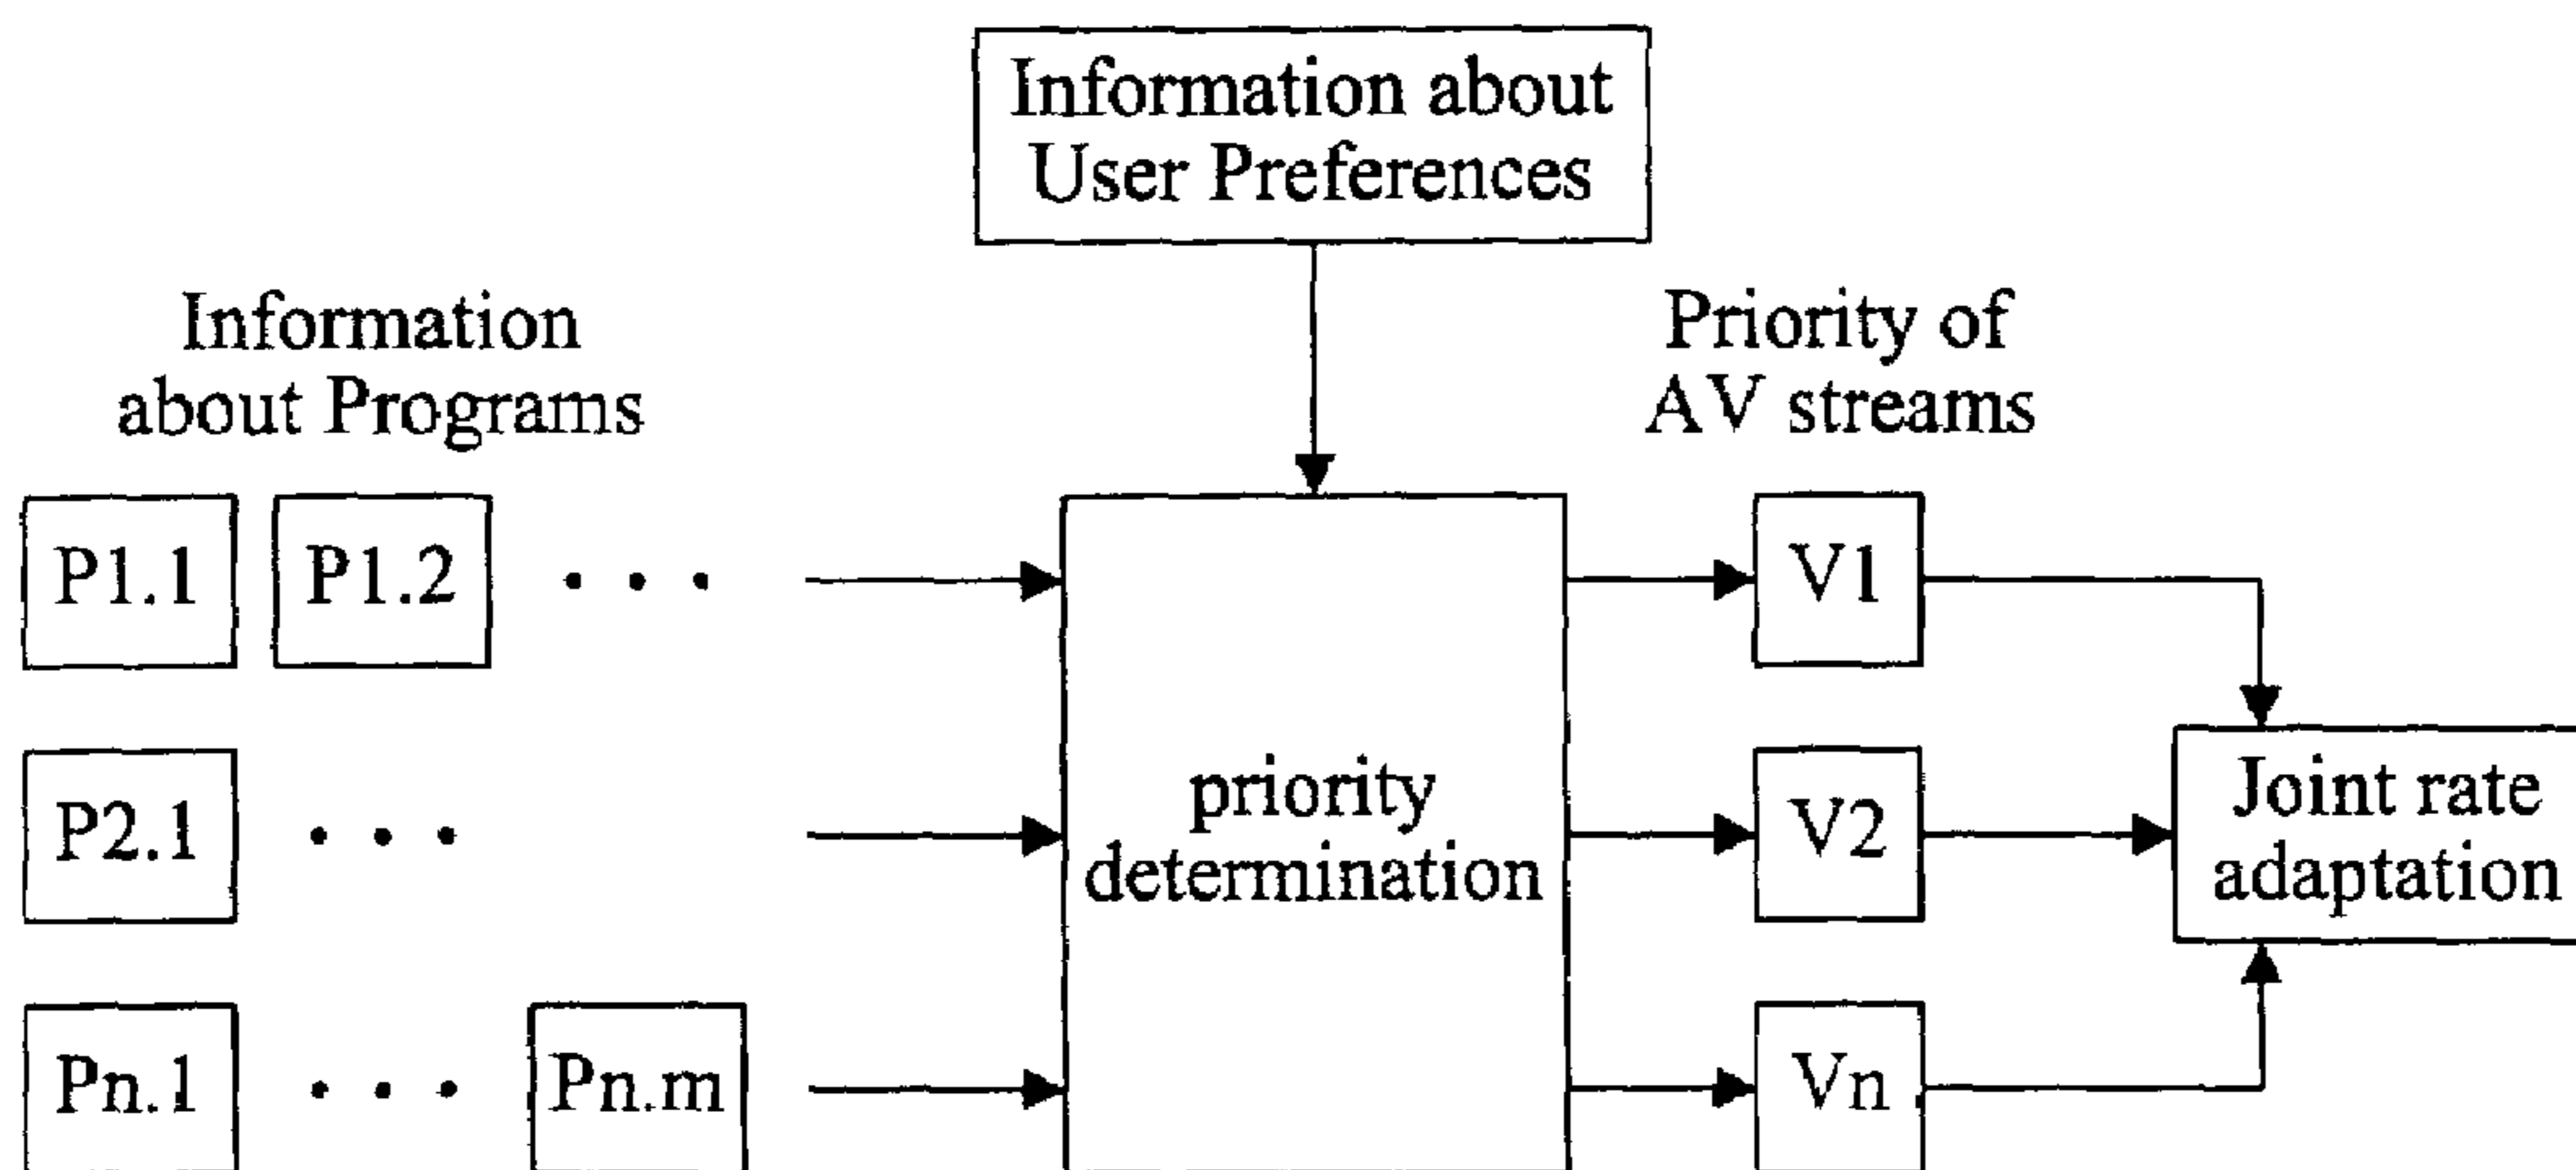 Information about
User Preferences
Information
about Programs
Priority of
AV streams
P1.1 P1.2 • • •
V1
P2.1 • • •
priority
determination
V2
Joint rate
adaptation
Pn.1 • • • Pn.m
Vn